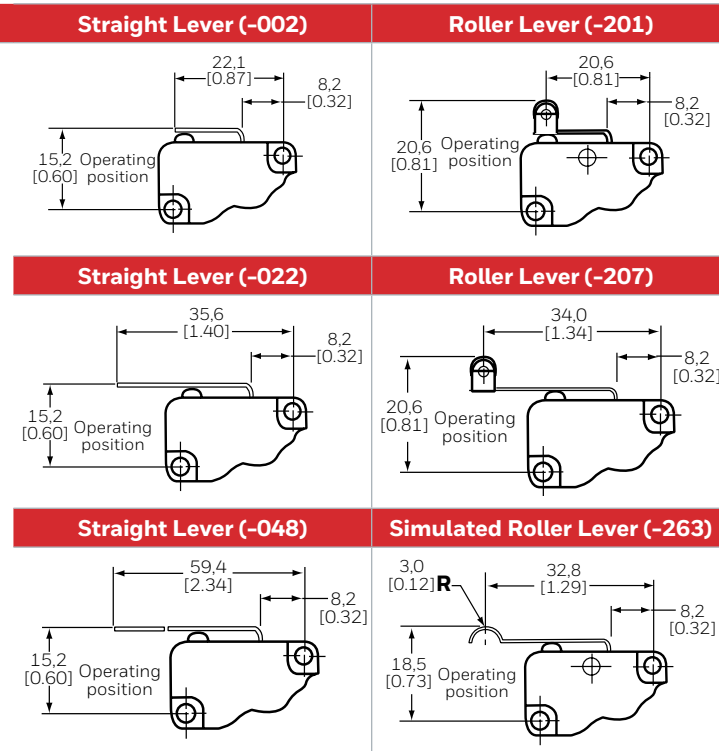 Straight Lever (-002)
22,1
[0.87]
8,2
[0.32]
15,2
[0.60]
Operating
position
Roller Lever (-201)
20,6
[0.81]
8,2
[0.32]
20,6
[0.81]
Operating
position
Straight Lever (-022)
35,6
[1.40]
8,2
[0.32]
15,2
[0.60]
Operating
position
Roller Lever (-207)
34,0
[1.34]
8,2
[0.32]
20,6
[0.81]
Operating
position
Straight Lever (-048)
59,4
[2.34]
8,2
[0.32]
15,2
[0.60]
Operating
position
Simulated Roller Lever (-263)
3,0
[0.12] R
32,8
[1.29]
8,2
[0.32]
18,5
[0.73]
Operating
position